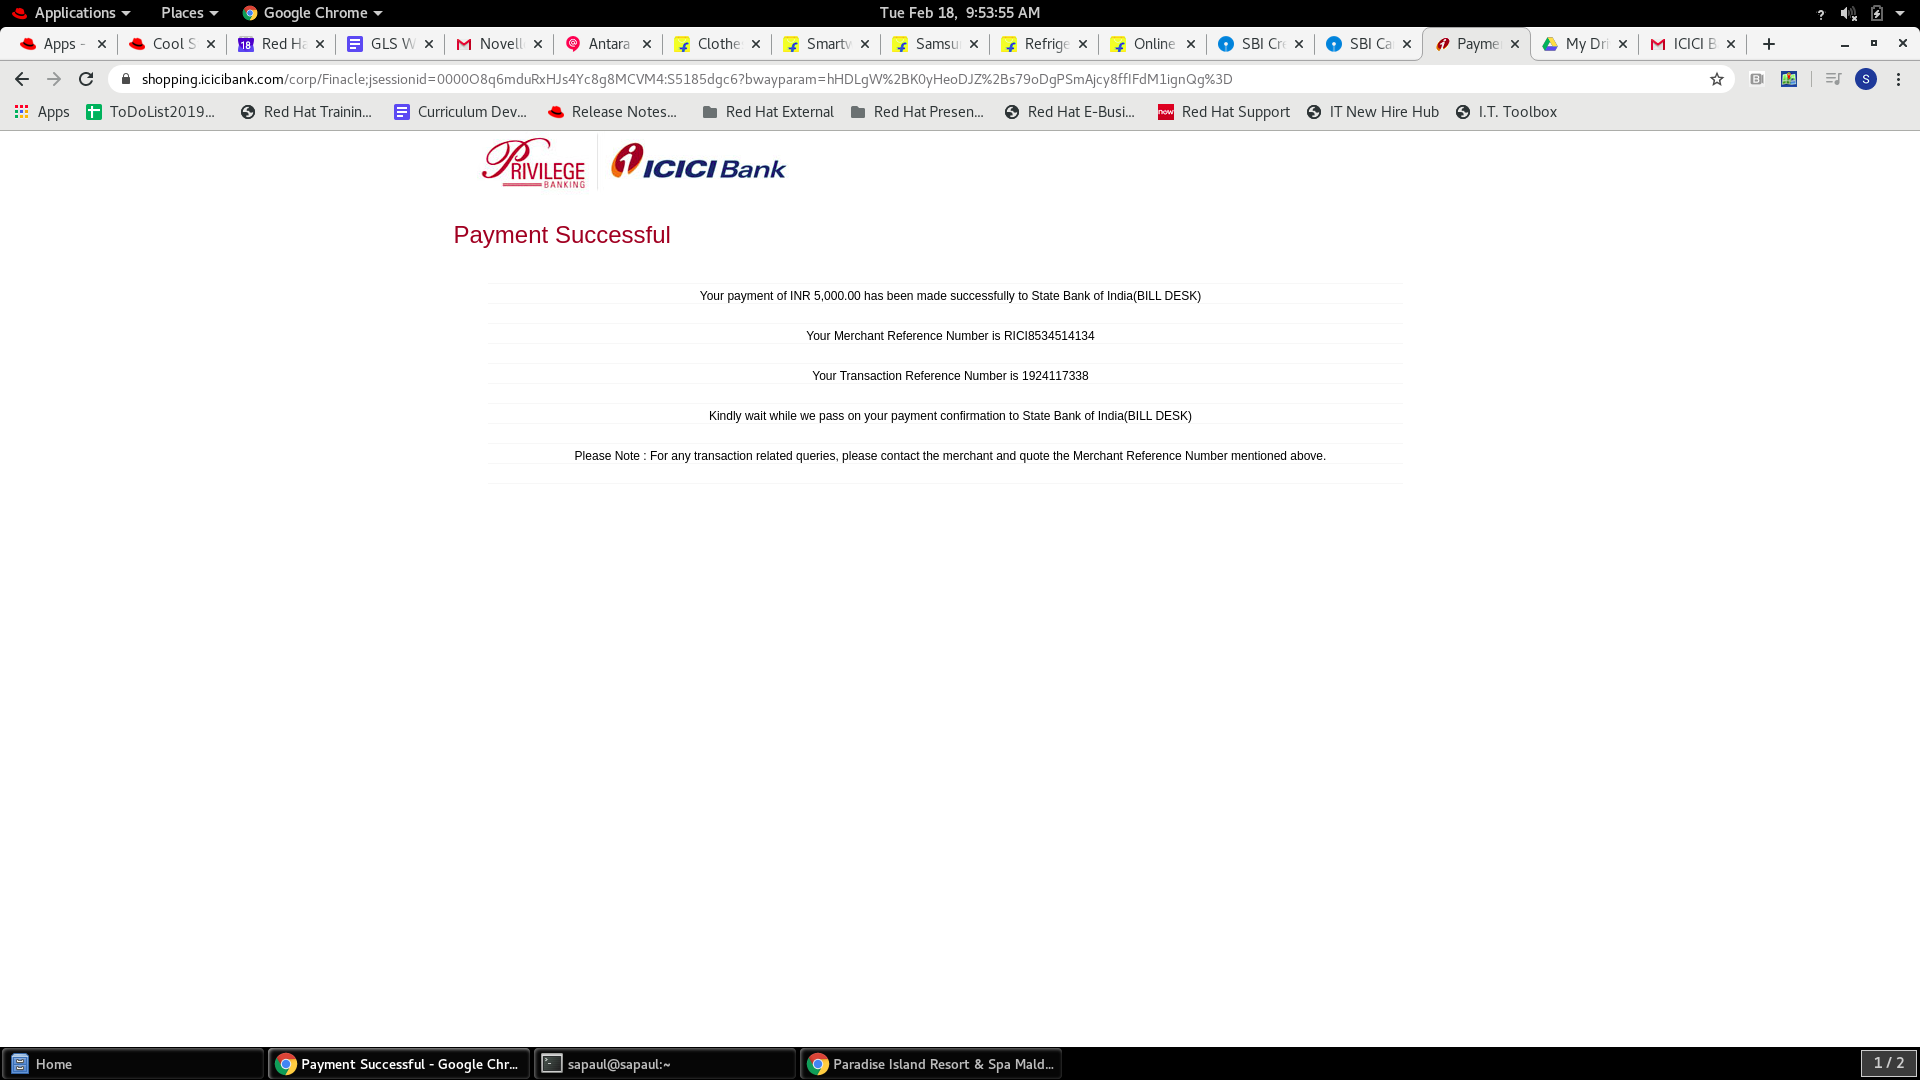 Applications Places Google Chrome Tue Feb 18, 9:53:55 AM ?
Apps - Cool S Red Ha GLS W Novell Antara Clothe Smartw Samsu Refrige Online SBI Cre SBI Ca Payme My Dri ICICI B
shopping.icicibank.com/corp/Finacle;jsessionid=0000O8q6mduRxHJs4Yc8g8MCVM4:S5185dgc6?bwayparam=hHDLgW%2BK0yHeoDJZ%2Bs79oDgPSmAjcy8ffIFdM1ignQg%3D S
Apps ToDoList2019... Red Hat Trainin... Curriculum Dev... Release Notes... Red Hat External Red Hat Presen... Red Hat E-Busi... now Red Hat Support IT New Hire Hub I.T. Toolbox
PRIVILEGE BANKING ICICI Bank
Payment Successful
Your payment of INR 5,000.00 has been made successfully to State Bank of India(BILL DESK)
Your Merchant Reference Number is RICI8534514134
Your Transaction Reference Number is 1924117338
Kindly wait while we pass on your payment confirmation to State Bank of India(BILL DESK)
Please Note : For any transaction related queries, please contact the merchant and quote the Merchant Reference Number mentioned above.
Home Payment Successful - Google Chr... sapaul@sapaul:~ Paradise Island Resort & Spa Mald... 1 / 2